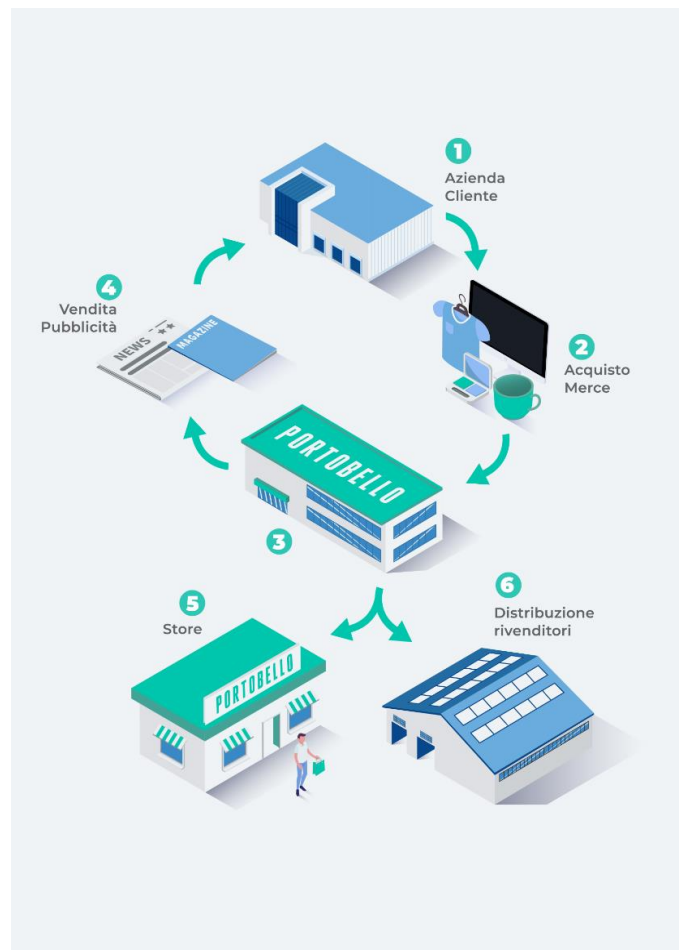 1
Azienda
Cliente
4
Vendita
Pubblicità
NEWS
MAGAZINE
2
Acquisto
Merce
PORTOBELLO
3
5
Store
6
Distribuzione
rivenditori
PORTOBELLO